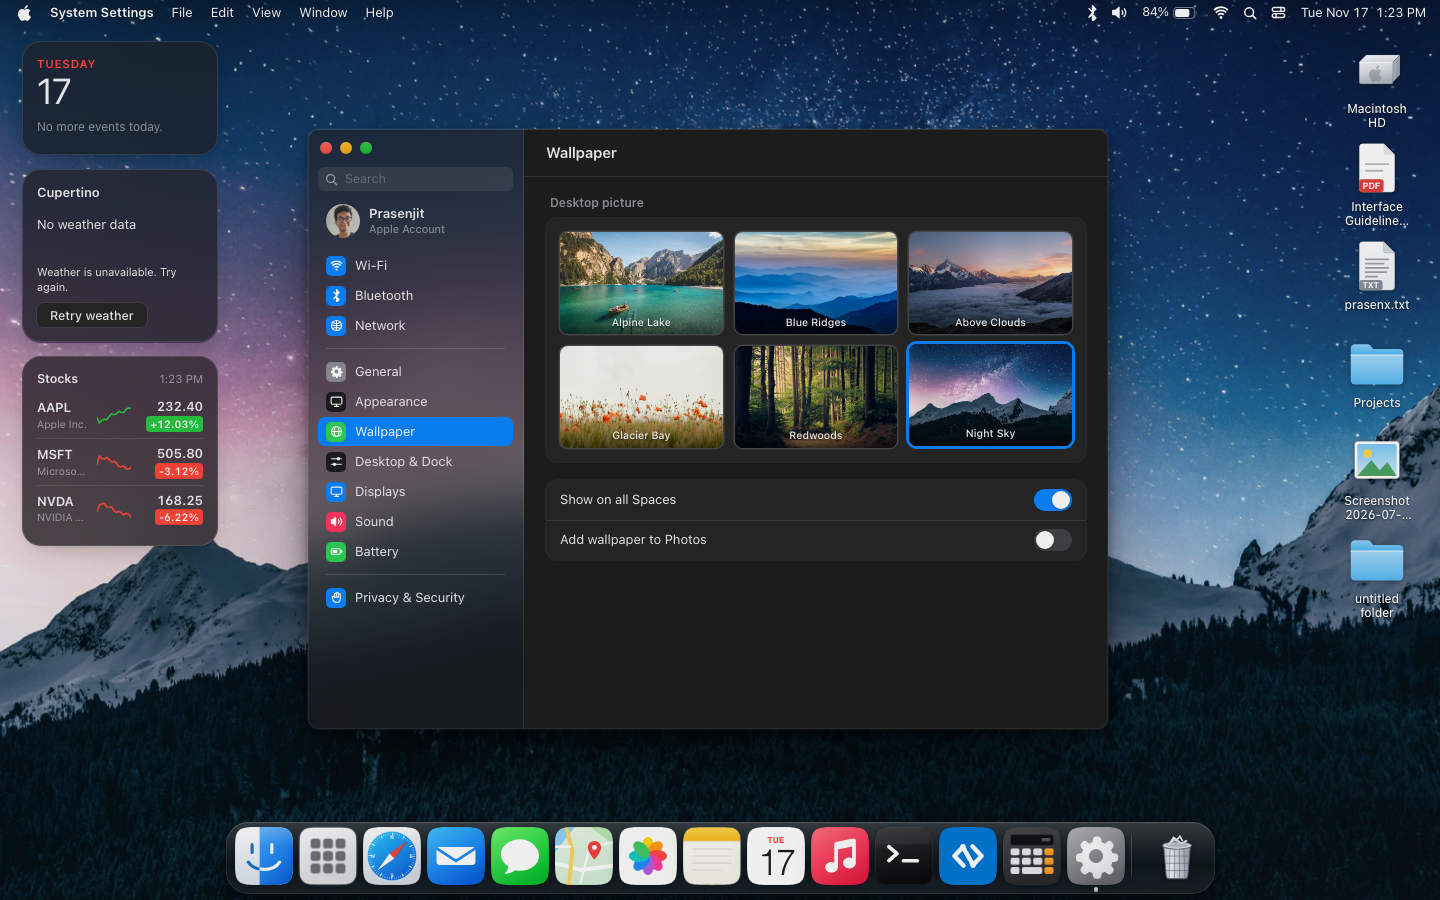 System Settings File Edit View Window Help 84% Tue Nov 17 1:23 PM
TUESDAY
17
No more events today.
Cupertino
No weather data
Weather is unavailable. Try
again.
Retry weather
Stocks 1:23 PM
AAPL 232.40
Apple Inc. +12.03%
MSFT 505.80
Microso... -3.12%
NVDA 168.25
NVIDIA ... -6.22%
Search
Prasenjit
Apple Account
Wi-Fi
Bluetooth
Network
General
Appearance
Wallpaper
Desktop & Dock
Displays
Sound
Battery
Privacy & Security
Wallpaper
Desktop picture
Alpine Lake Blue Ridges Above Clouds
Glacier Bay Redwoods Night Sky
Show on all Spaces
Add wallpaper to Photos
Macintosh
HD
PDF
Interface
Guideline...
TXT
prasenx.txt
Projects
Screenshot
2026-07-...
untitled
folder
TUE
17